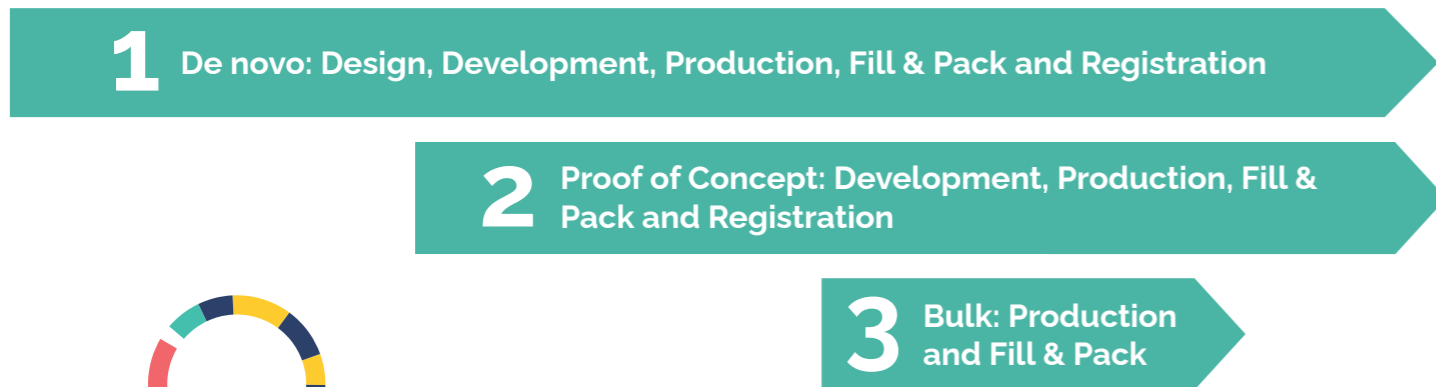 1 De novo: Design, Development, Production, Fill & Pack and Registration
2 Proof of Concept: Development, Production, Fill &
Pack and Registration
3 Bulk: Production
and Fill & Pack